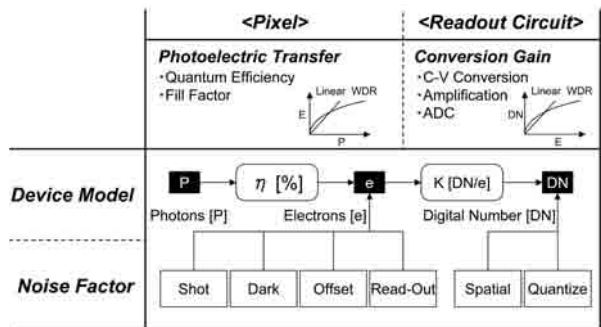 <Pixel>
<Readout Circuit>
Photoelectric Transfer
・Quantum Efficiency
・Fill Factor
Linear WDR
E
P
Conversion Gain
・C-V Conversion
・Amplification
・ADC
Linear WDR
DN
E
Device Model
P
η [%]
e
K [DN/e]
DN
Photons [P]
Electrons [e]
Digital Number [DN]
Noise Factor
Shot
Dark
Offset
Read-Out
Spatial
Quantize